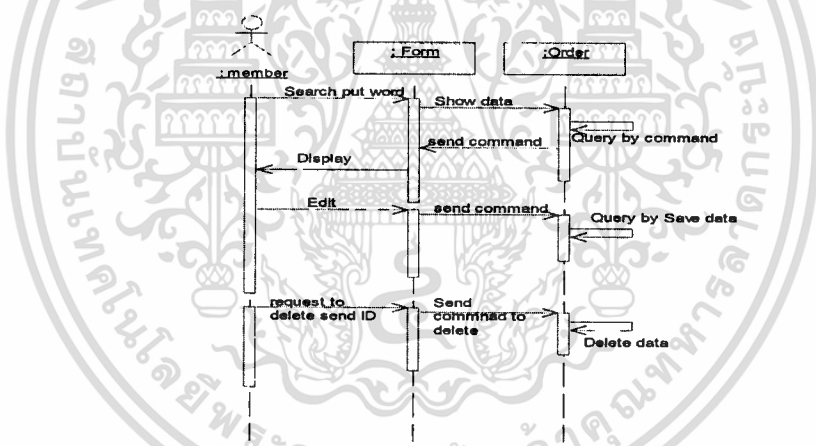 : member
: Form
:Order
Search put word
Show data
Query by command
send command
Display
Edit
send command
Query by Save data
request to
delete send ID
Send
commnad to
delete
Delete data